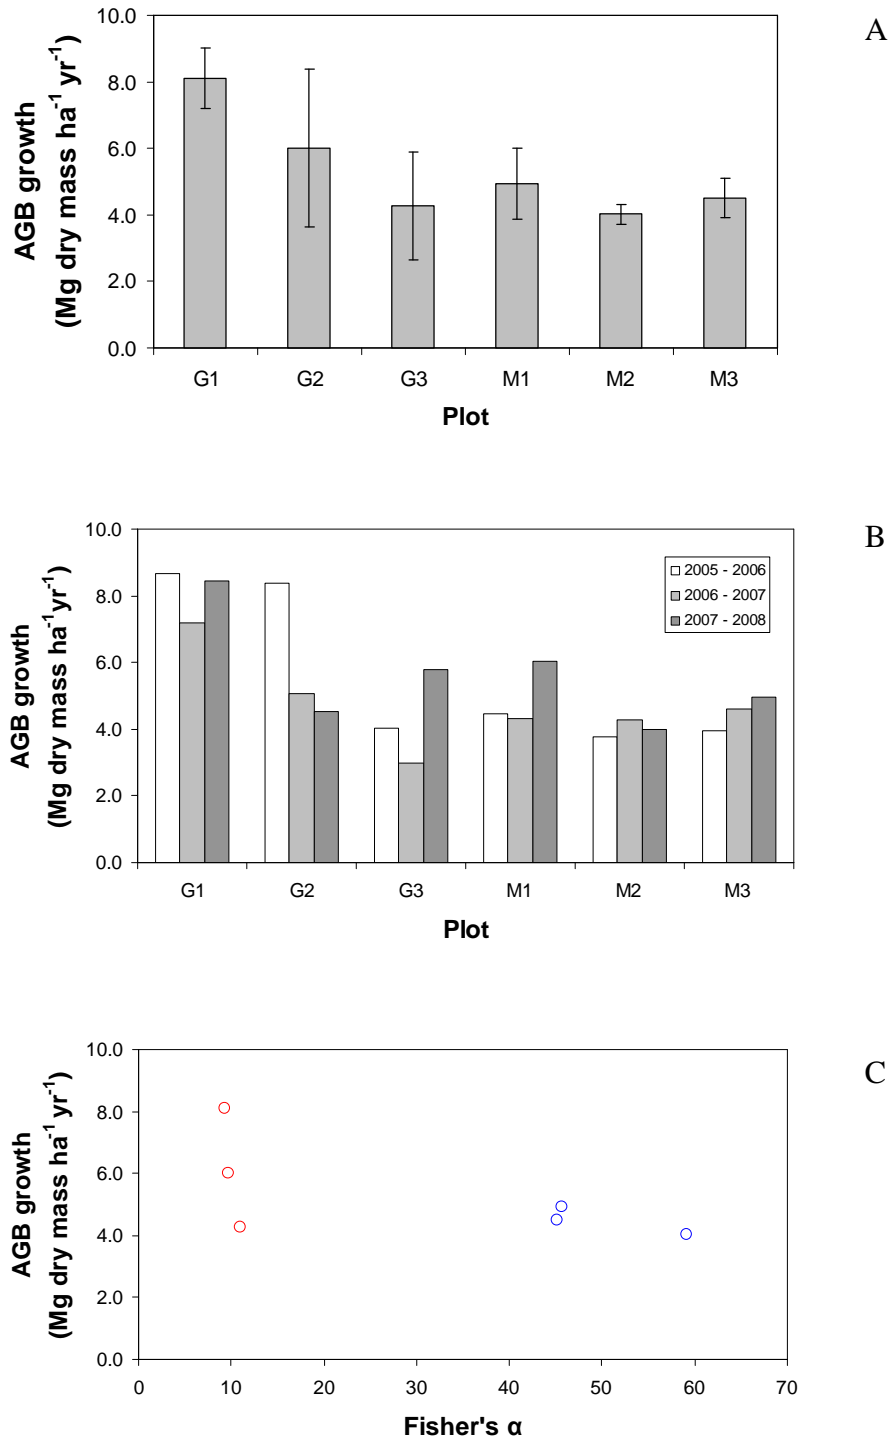 A
AGB growth
(Mg dry mass ha⁻¹ yr⁻¹)
10.0
8.0
6.0
4.0
2.0
0.0
G1 G2 G3 M1 M2 M3
Plot
B
AGB growth
(Mg dry mass ha⁻¹yr⁻¹)
10.0
8.0
6.0
4.0
2.0
0.0
2005 - 2006
2006 - 2007
2007 - 2008
G1 G2 G3 M1 M2 M3
Plot
C
AGB growth
(Mg dry mass ha⁻¹ yr⁻¹)
10.0
8.0
6.0
4.0
2.0
0.0
0 10 20 30 40 50 60 70
Fisher's α